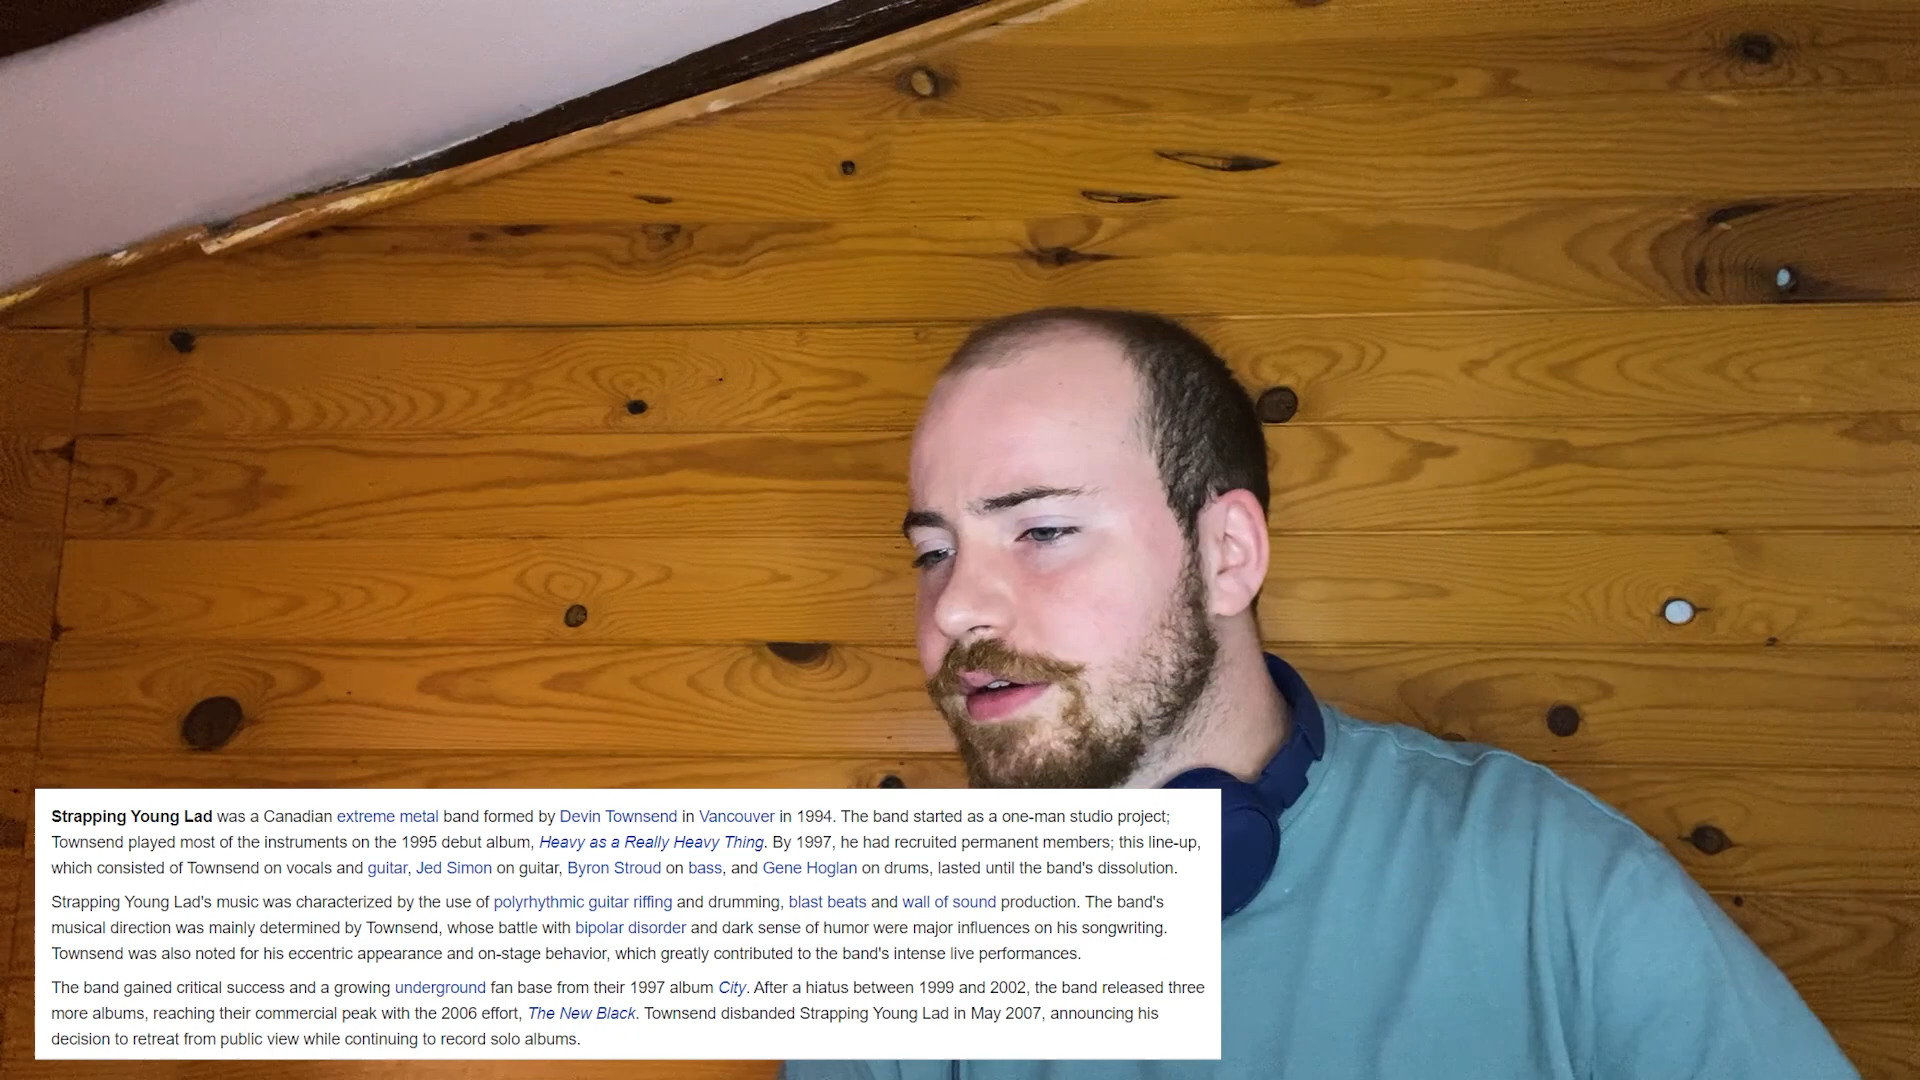 Strapping Young Lad was a Canadian extreme metal band formed by Devin Townsend in Vancouver in 1994. The band started as a one-man studio project;
Townsend played most of the instruments on the 1995 debut album, Heavy as a Really Heavy Thing. By 1997, he had recruited permanent members; this line-up,
which consisted of Townsend on vocals and guitar, Jed Simon on guitar, Byron Stroud on bass, and Gene Hoglan on drums, lasted until the band's dissolution.
Strapping Young Lad's music was characterized by the use of polyrhythmic guitar riffing and drumming, blast beats and wall of sound production. The band's
musical direction was mainly determined by Townsend, whose battle with bipolar disorder and dark sense of humor were major influences on his songwriting.
Townsend was also noted for his eccentric appearance and on-stage behavior, which greatly contributed to the band's intense live performances.
The band gained critical success and a growing underground fan base from their 1997 album City. After a hiatus between 1999 and 2002, the band released three
more albums, reaching their commercial peak with the 2006 effort, The New Black. Townsend disbanded Strapping Young Lad in May 2007, announcing his
decision to retreat from public view while continuing to record solo albums.